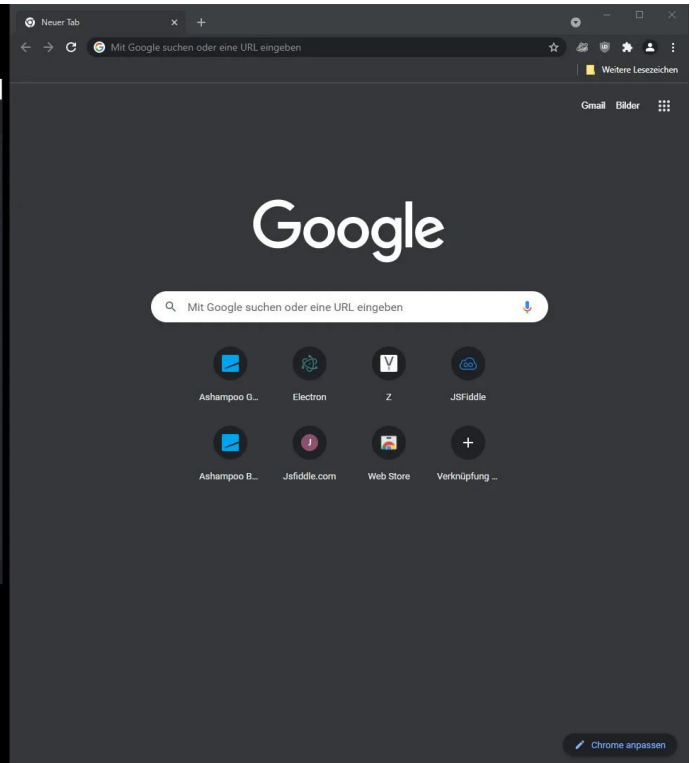 Neuer Tab
Mit Google suchen oder eine URL eingeben
Weitere Lesezeichen
Gmail Bilder
Google
Mit Google suchen oder eine URL eingeben
Ashampoo G... Electron Z JSFiddle
Ashampoo B... Jsfiddle.com Web Store Verknüpfung ...
Chrome anpassen